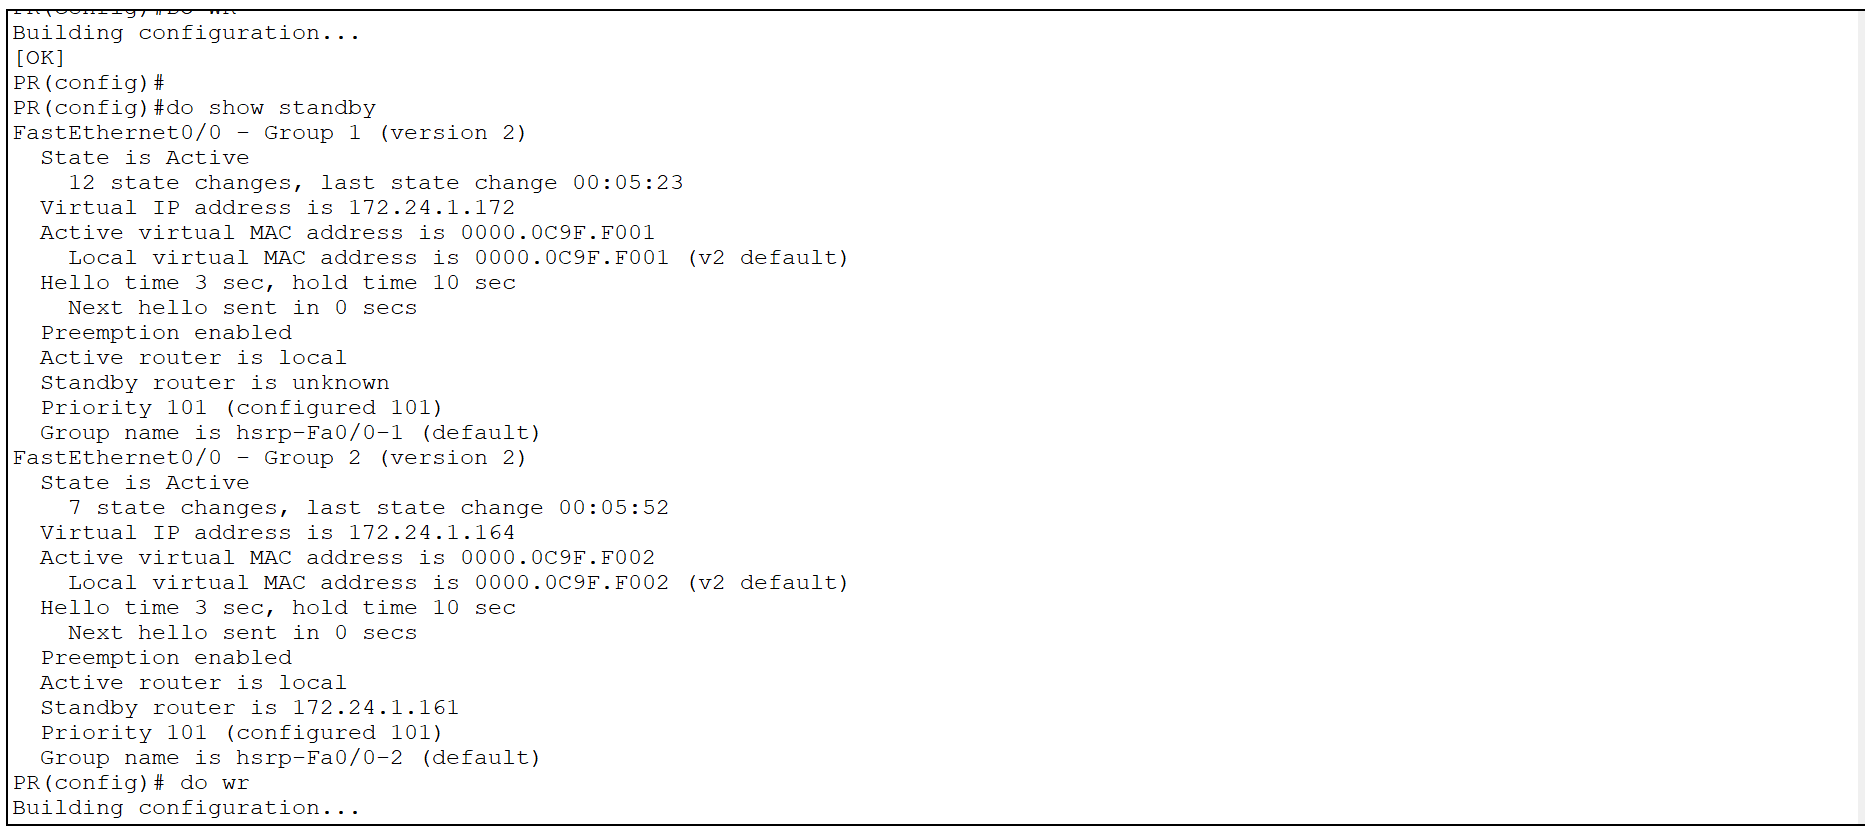 Building configuration...
[OK]
PR(config)#
PR(config)#do show standby
FastEthernet0/0 - Group 1 (version 2)
  State is Active
    12 state changes, last state change 00:05:23
  Virtual IP address is 172.24.1.172
  Active virtual MAC address is 0000.0C9F.F001
    Local virtual MAC address is 0000.0C9F.F001 (v2 default)
  Hello time 3 sec, hold time 10 sec
    Next hello sent in 0 secs
  Preemption enabled
  Active router is local
  Standby router is unknown
  Priority 101 (configured 101)
  Group name is hsrp-Fa0/0-1 (default)
FastEthernet0/0 - Group 2 (version 2)
  State is Active
    7 state changes, last state change 00:05:52
  Virtual IP address is 172.24.1.164
  Active virtual MAC address is 0000.0C9F.F002
    Local virtual MAC address is 0000.0C9F.F002 (v2 default)
  Hello time 3 sec, hold time 10 sec
    Next hello sent in 0 secs
  Preemption enabled
  Active router is local
  Standby router is 172.24.1.161
  Priority 101 (configured 101)
  Group name is hsrp-Fa0/0-2 (default)
PR(config)# do wr
Building configuration...